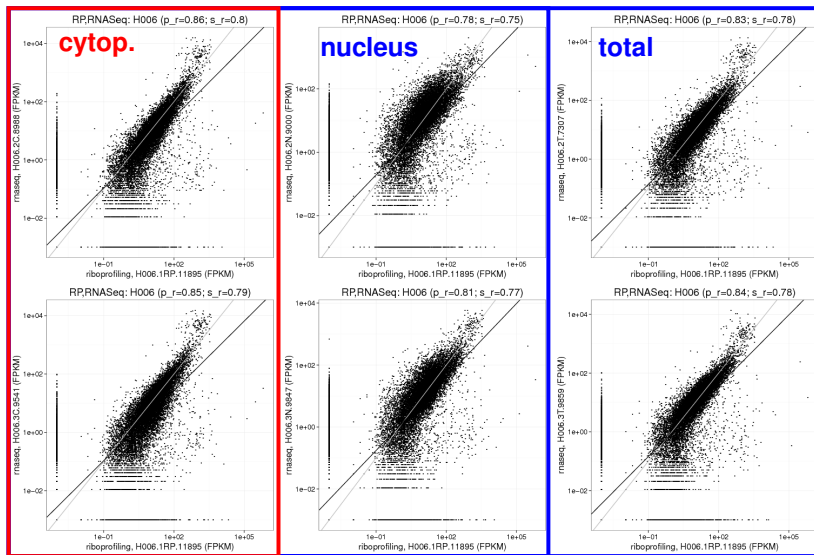 RP,RNASeq: H006 (p_r=0.86; s_r=0.8)
cytop.
1e+04
1e+02
1e+00
1e−02
rnaseq, H006.2C.8988 (FPKM)
1e−01
1e+02
1e+05
riboprofiling, H006.1RP.11895 (FPKM)
RP,RNASeq: H006 (p_r=0.78; s_r=0.75)
nucleus
1e+02
1e+00
1e−02
rnaseq, H006.2N.9000 (FPKM)
1e−01
1e+02
1e+05
riboprofiling, H006.1RP.11895 (FPKM)
RP,RNASeq: H006 (p_r=0.83; s_r=0.78)
total
1e+04
1e+02
1e+00
1e−02
rnaseq, H006.2T.7307 (FPKM)
1e−01
1e+02
1e+05
riboprofiling, H006.1RP.11895 (FPKM)
RP,RNASeq: H006 (p_r=0.85; s_r=0.79)
1e+04
1e+02
1e+00
1e−02
rnaseq, H006.3C.9541 (FPKM)
1e−01
1e+02
1e+05
riboprofiling, H006.1RP.11895 (FPKM)
RP,RNASeq: H006 (p_r=0.81; s_r=0.77)
1e+04
1e+02
1e+00
1e−02
rnaseq, H006.3N.9847 (FPKM)
1e−01
1e+02
1e+05
riboprofiling, H006.1RP.11895 (FPKM)
RP,RNASeq: H006 (p_r=0.84; s_r=0.78)
1e+04
1e+02
1e+00
1e−02
rnaseq, H006.3T.9859 (FPKM)
1e−01
1e+02
1e+05
riboprofiling, H006.1RP.11895 (FPKM)